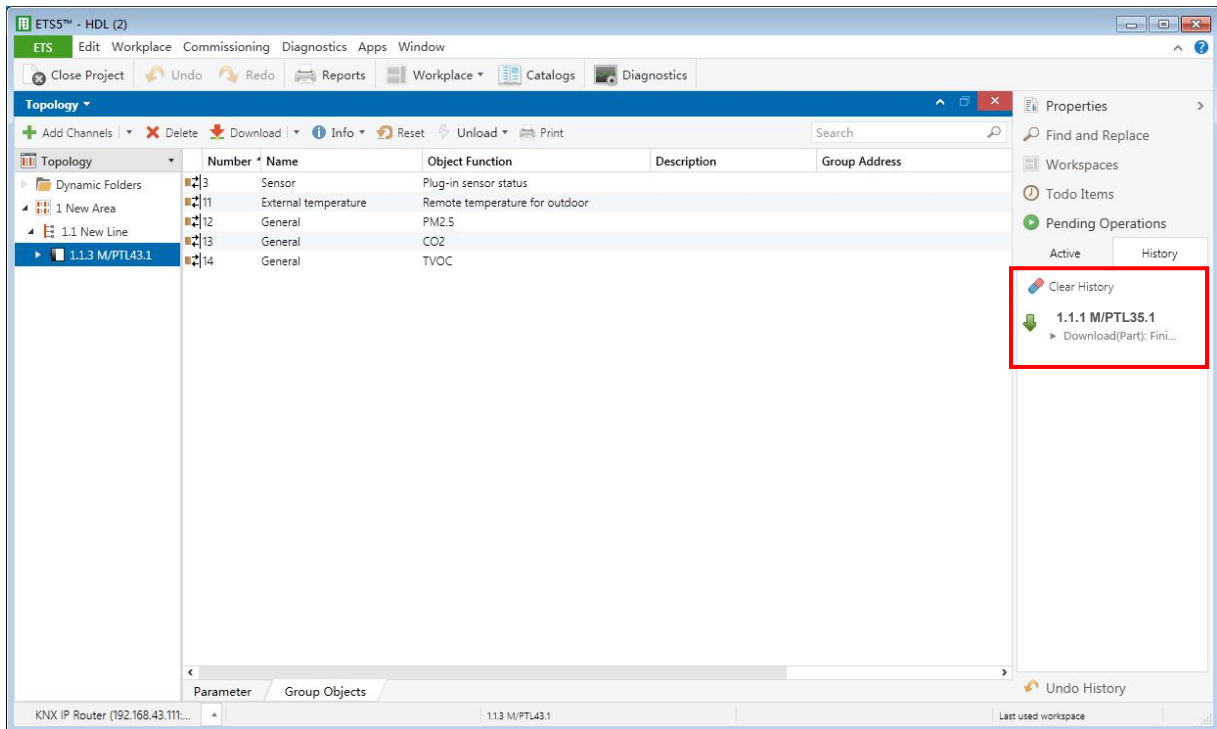 ETS5™ - HDL (2)
ETS Edit Workplace Commissioning Diagnostics Apps Window
Close Project Undo Redo Reports Workplace Catalogs Diagnostics
Topology
Add Channels Delete Download Info Reset Unload Print Search
Topology
Dynamic Folders
1 New Area
1.1 New Line
1.1.3 M/PTL43.1
Number Name Object Function Description Group Address
3 Sensor Plug-in sensor status
11 External temperature Remote temperature for outdoor
12 General PM2.5
13 General CO2
14 General TVOC
Parameter Group Objects
Properties
Find and Replace
Workspaces
Todo Items
Pending Operations
Active History
Clear History
1.1.1 M/PTL35.1
Download(Part): Fini...
Undo History
KNX IP Router (192.168.43.111:... 1.1.3 M/PTL43.1 Last used workspace